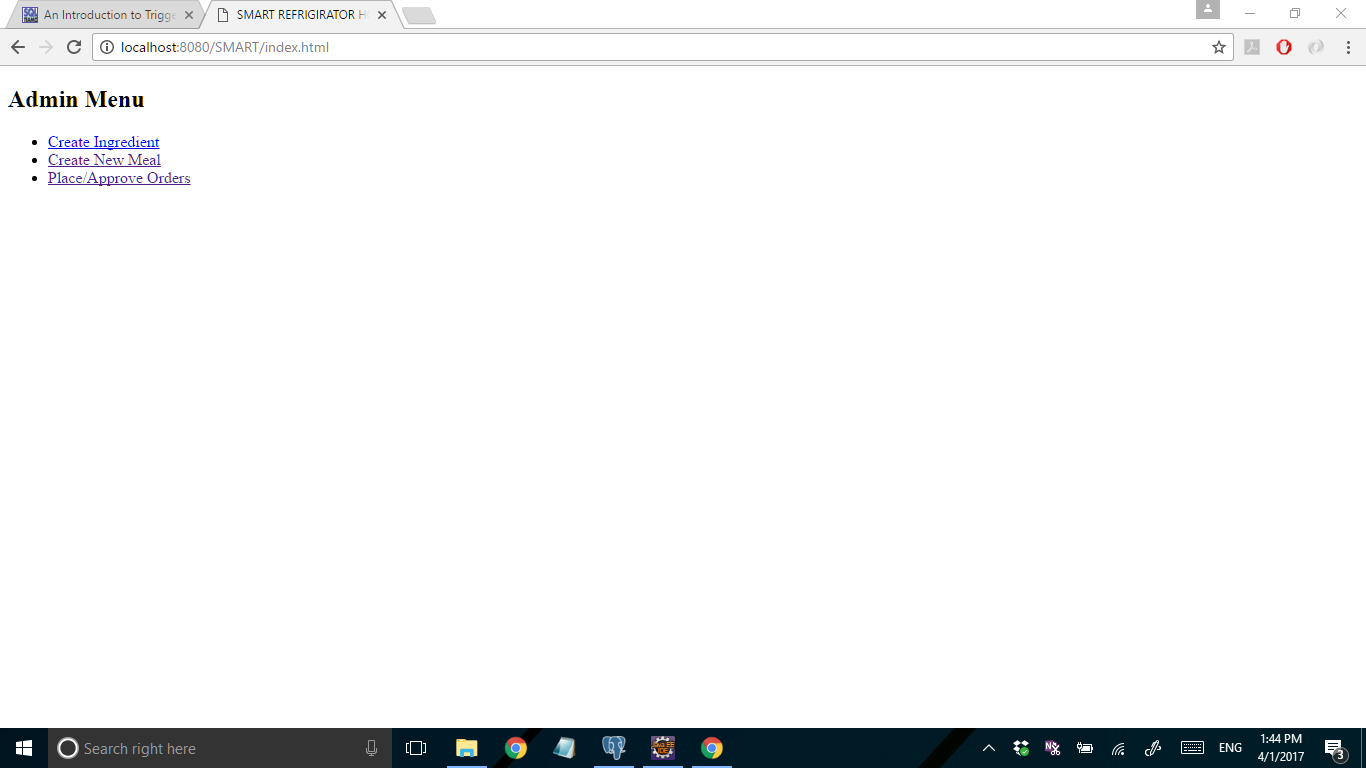 An Introduction to Trigge
SMART REFRIGIRATOR H
localhost:8080/SMART/index.html
Admin Menu
Create Ingredient
Create New Meal
Place/Approve Orders
Search right here
ENG
1:44 PM
4/1/2017
3